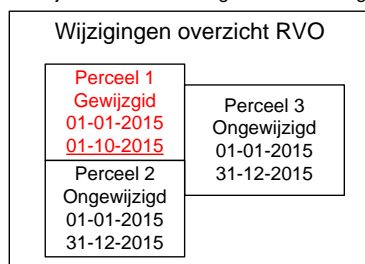 Wijzigingen overzicht RVO
Perceel 1
Gewijzgid
01-01-2015
01-10-2015
Perceel 2
Ongewijzigd
01-01-2015
31-12-2015
Perceel 3
Ongewijzigd
01-01-2015
31-12-2015